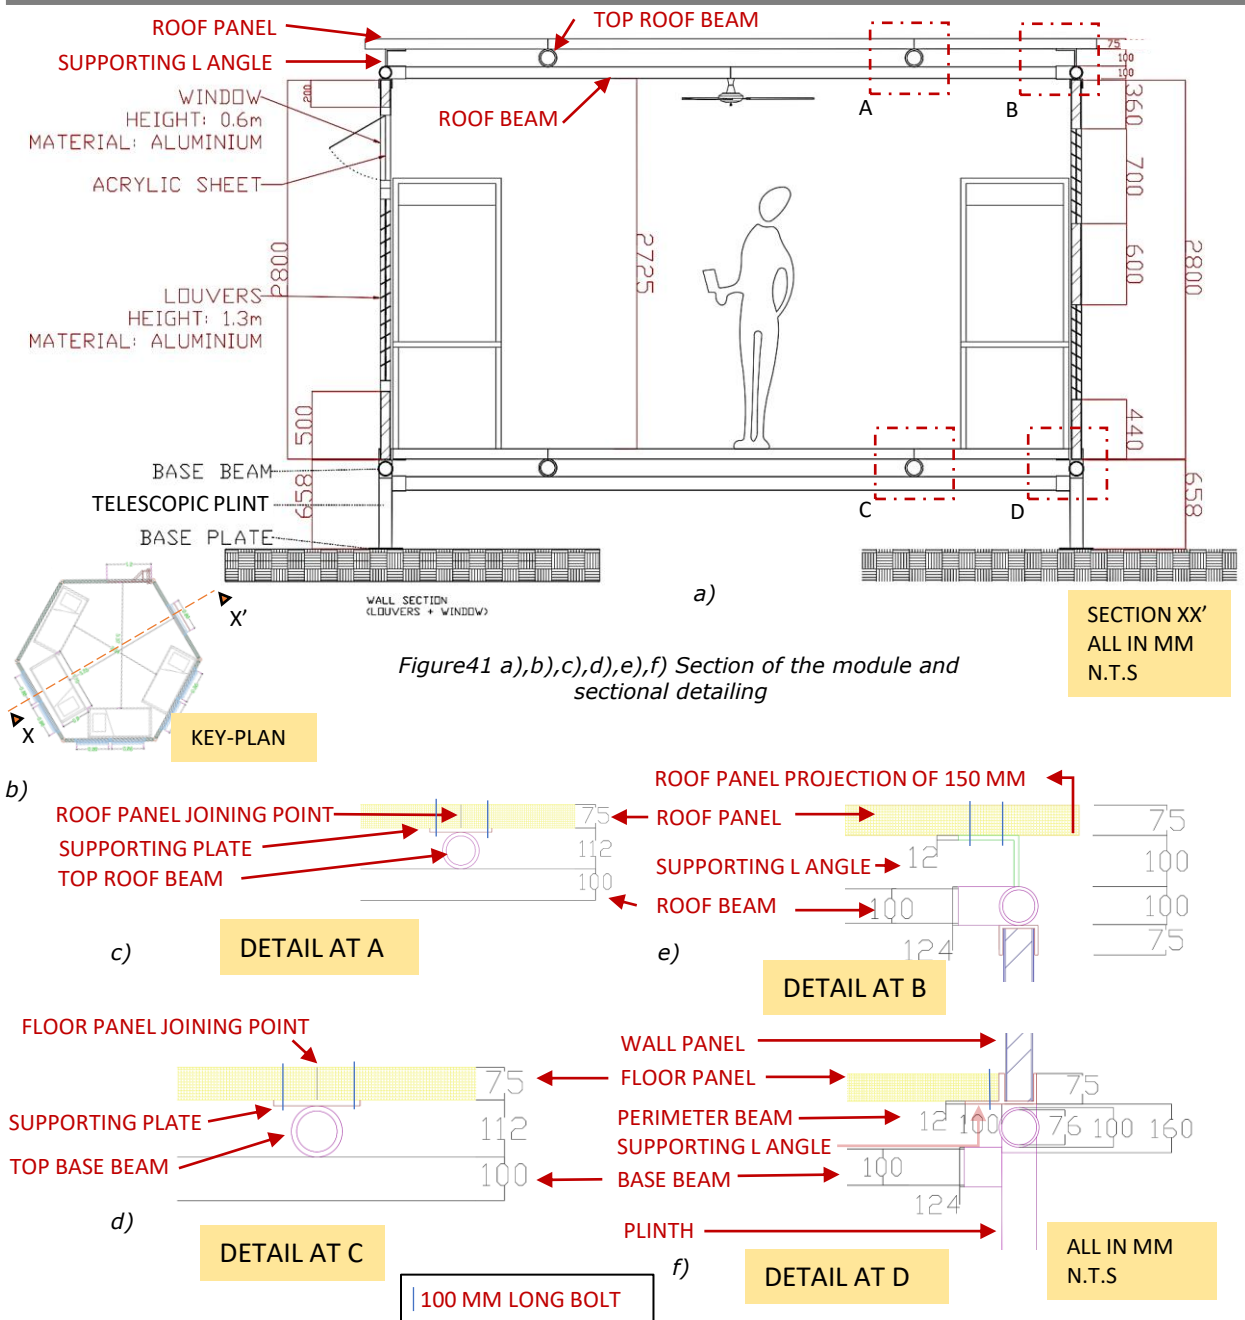 ROOF PANEL
TOP ROOF BEAM
SUPPORTING L ANGLE
WINDOW
HEIGHT: 0.6m
MATERIAL: ALUMINIUM
ACRYLIC SHEET
ROOF BEAM
A
B
75
100
100
200
360
700
600
440
2800
2800
2725
LOUVERS
HEIGHT: 1.3m
MATERIAL: ALUMINIUM
500
658
658
BASE BEAM
TELESCOPIC PLINT
BASE PLATE
C
D
WALL SECTION
(LOUVERS + WINDOW)
a)
SECTION XX’
ALL IN MM
N.T.S
Figure41 a),b),c),d),e),f) Section of the module and
sectional detailing
X’
X
KEY-PLAN
b)
ROOF PANEL JOINING POINT
SUPPORTING PLATE
TOP ROOF BEAM
75
112
100
c)
DETAIL AT A
ROOF PANEL PROJECTION OF 150 MM
ROOF PANEL
SUPPORTING L ANGLE
ROOF BEAM
12
100
124
75
100
100
75
e)
DETAIL AT B
FLOOR PANEL JOINING POINT
SUPPORTING PLATE
TOP BASE BEAM
75
112
100
d)
DETAIL AT C
WALL PANEL
FLOOR PANEL
PERIMETER BEAM
SUPPORTING L ANGLE
BASE BEAM
PLINTH
75
12
100
76
100
160
100
124
f)
DETAIL AT D
ALL IN MM
N.T.S
100 MM LONG BOLT